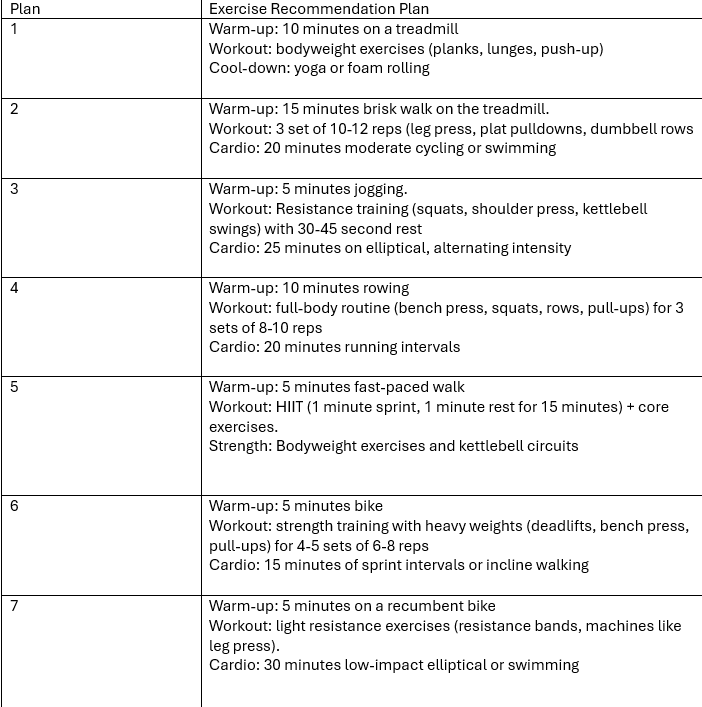 Plan
Exercise Recommendation Plan
1
Warm-up: 10 minutes on a treadmill
Workout: bodyweight exercises (planks, lunges, push-up)
Cool-down: yoga or foam rolling
2
Warm-up: 15 minutes brisk walk on the treadmill.
Workout: 3 set of 10-12 reps (leg press, plat pulldowns, dumbbell rows
Cardio: 20 minutes moderate cycling or swimming
3
Warm-up: 5 minutes jogging.
Workout: Resistance training (squats, shoulder press, kettlebell
swings) with 30-45 second rest
Cardio: 25 minutes on elliptical, alternating intensity
4
Warm-up: 10 minutes rowing
Workout: full-body routine (bench press, squats, rows, pull-ups) for 3
sets of 8-10 reps
Cardio: 20 minutes running intervals
5
Warm-up: 5 minutes fast-paced walk
Workout: HIIT (1 minute sprint, 1 minute rest for 15 minutes) + core
exercises.
Strength: Bodyweight exercises and kettlebell circuits
6
Warm-up: 5 minutes bike
Workout: strength training with heavy weights (deadlifts, bench press,
pull-ups) for 4-5 sets of 6-8 reps
Cardio: 15 minutes of sprint intervals or incline walking
7
Warm-up: 5 minutes on a recumbent bike
Workout: light resistance exercises (resistance bands, machines like
leg press).
Cardio: 30 minutes low-impact elliptical or swimming